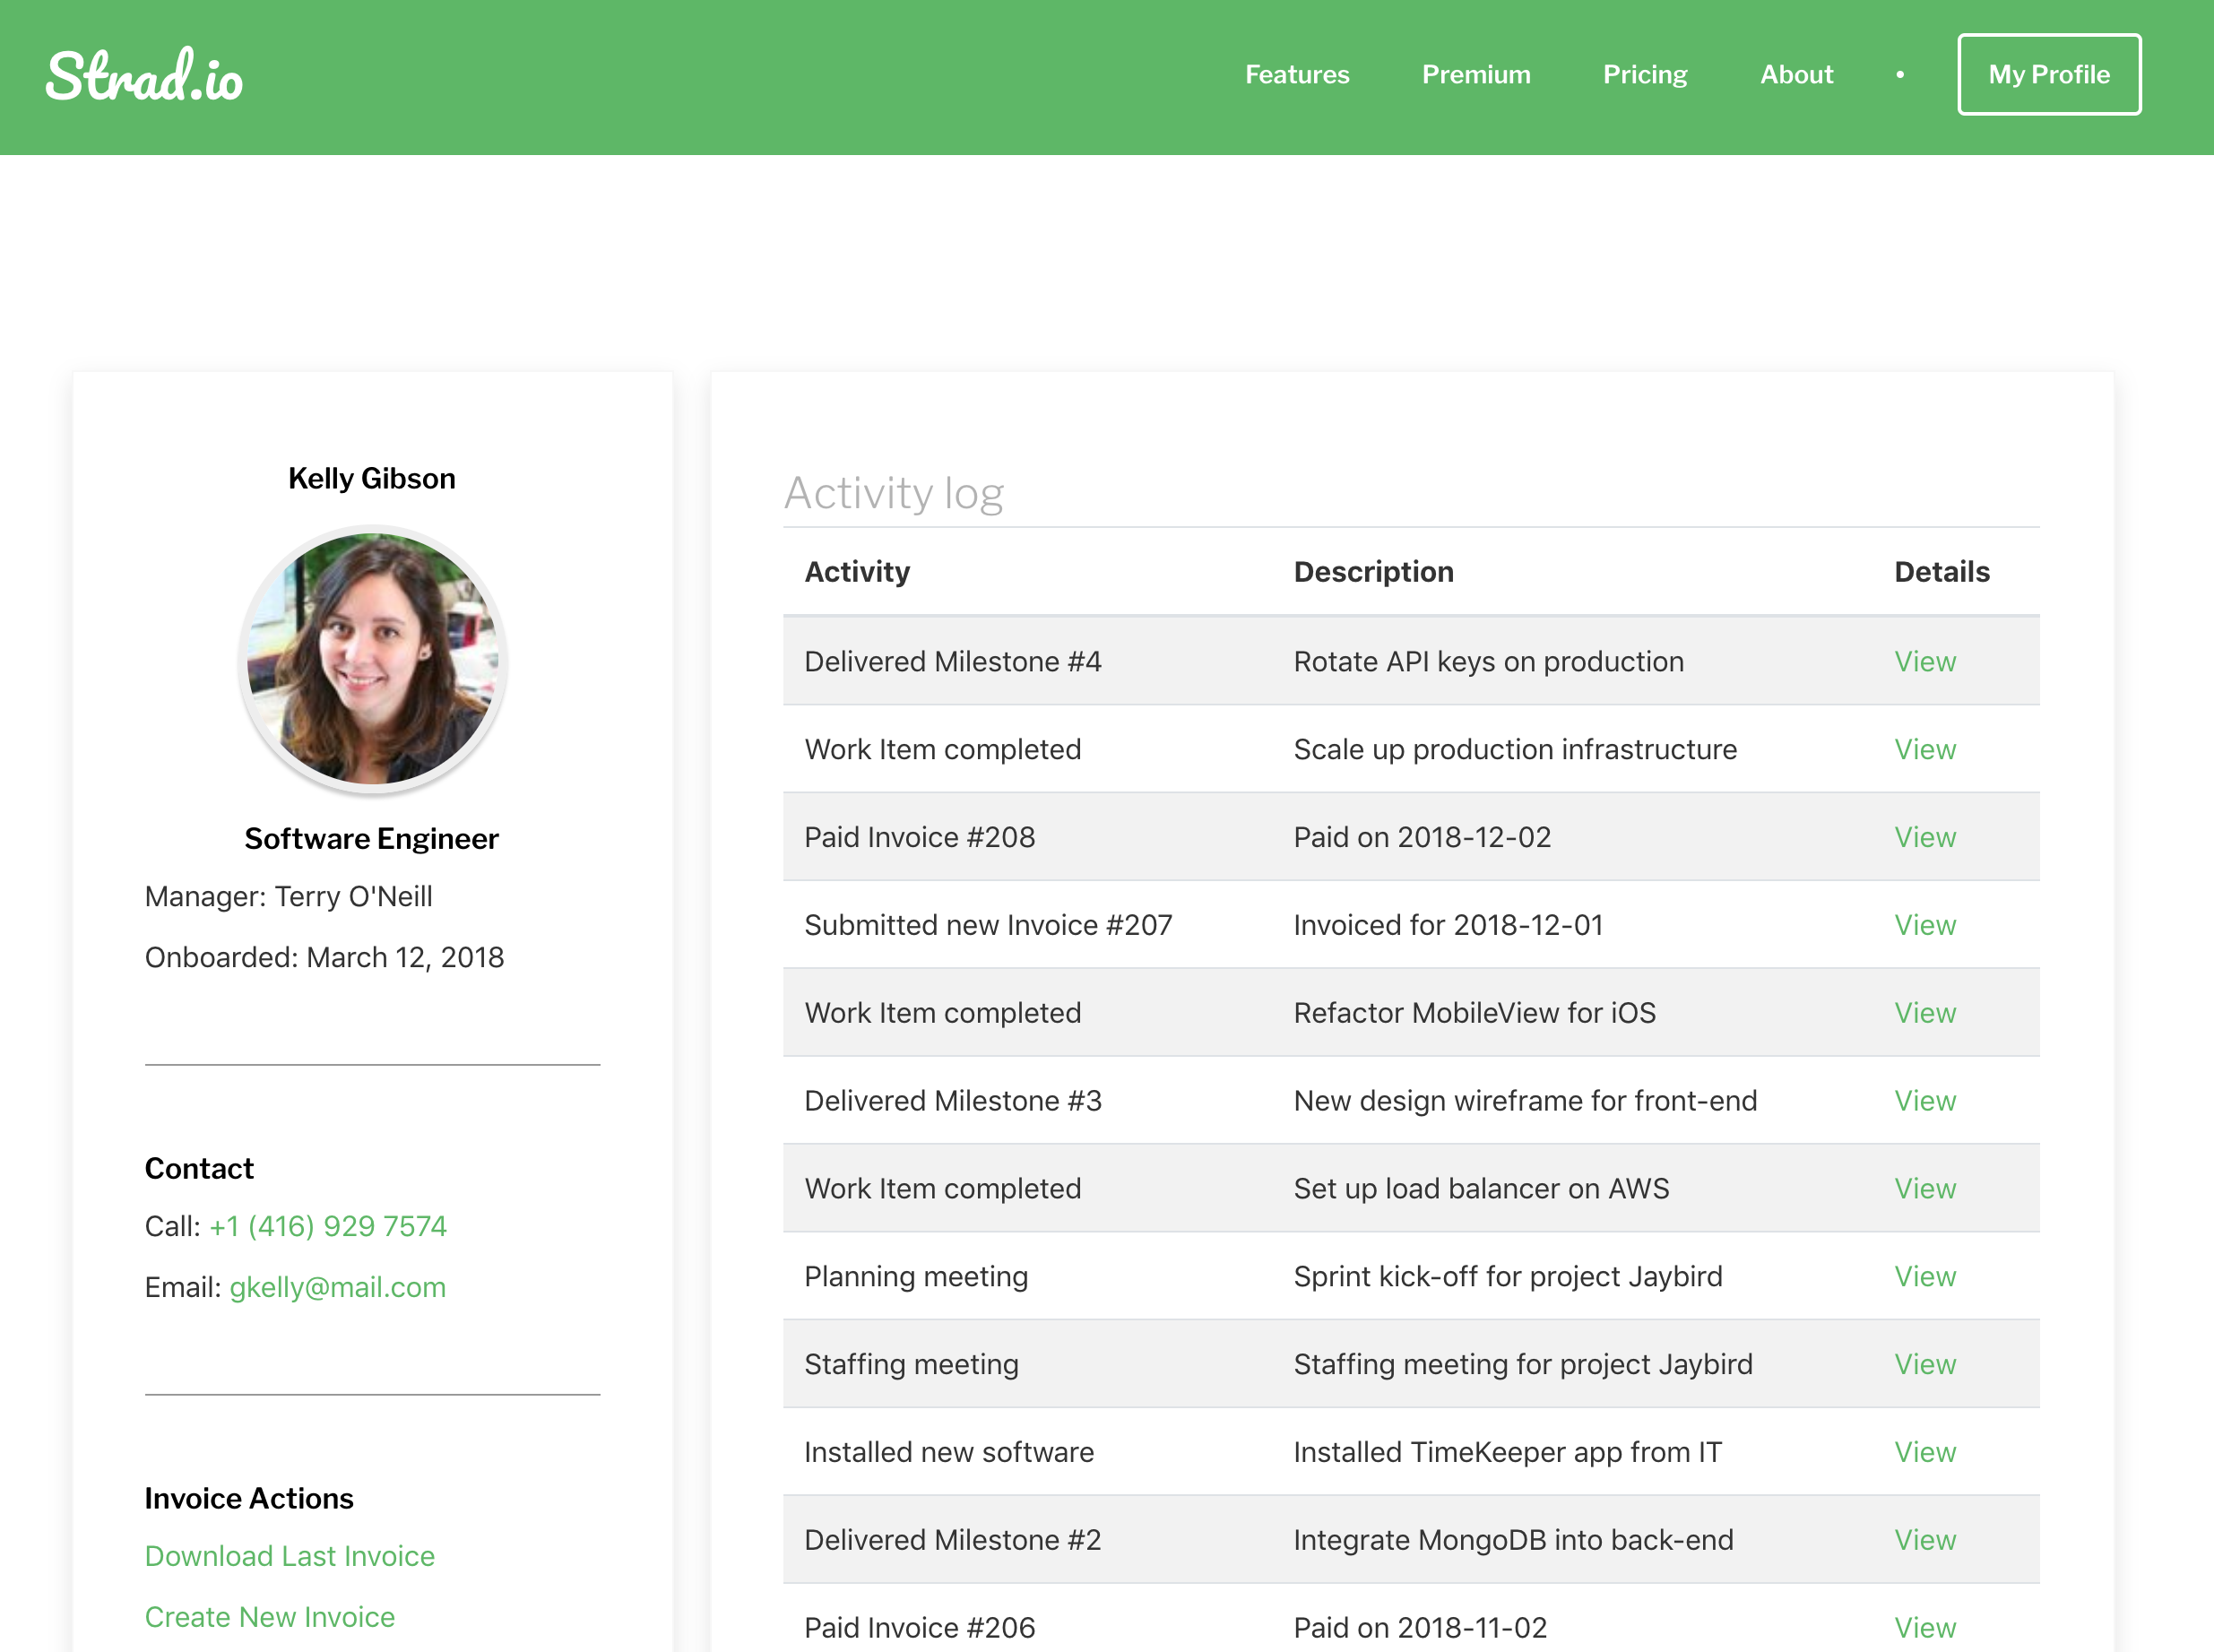 Strad.io
Features Premium Pricing About • My Profile
Kelly Gibson
Software Engineer
Manager: Terry O'Neill
Onboarded: March 12, 2018
Contact
Call: +1 (416) 929 7574
Email: gkelly@mail.com
Invoice Actions
Download Last Invoice
Create New Invoice
Activity log
Activity Description Details
Delivered Milestone #4 Rotate API keys on production View
Work Item completed Scale up production infrastructure View
Paid Invoice #208 Paid on 2018-12-02 View
Submitted new Invoice #207 Invoiced for 2018-12-01 View
Work Item completed Refactor MobileView for iOS View
Delivered Milestone #3 New design wireframe for front-end View
Work Item completed Set up load balancer on AWS View
Planning meeting Sprint kick-off for project Jaybird View
Staffing meeting Staffing meeting for project Jaybird View
Installed new software Installed TimeKeeper app from IT View
Delivered Milestone #2 Integrate MongoDB into back-end View
Paid Invoice #206 Paid on 2018-11-02 View